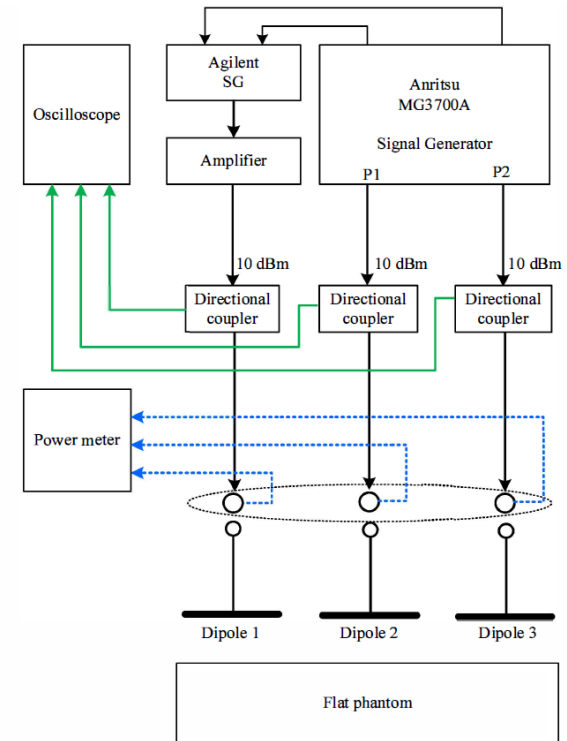 Agilent
SG
Anritsu
MG3700A
Oscilloscope
Signal Generator
Amplifier
P1
P2
10 dBm
10 dBm
10 dBm
Directional
coupler
Directional
coupler
Directional
coupler
Power meter
Dipole 1
Dipole 2
Dipole 3
Flat phantom